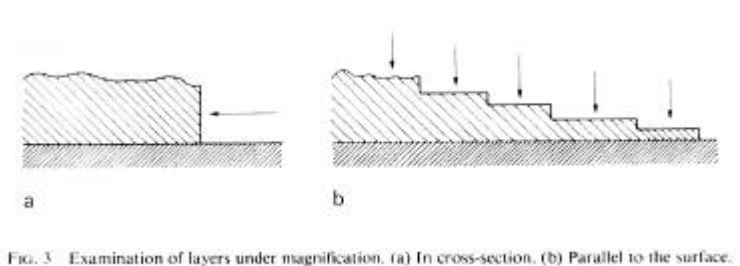 a
b
FIG. 3 Examination of layers under magnification. (a) In cross-section. (b) Parallel to the surface.